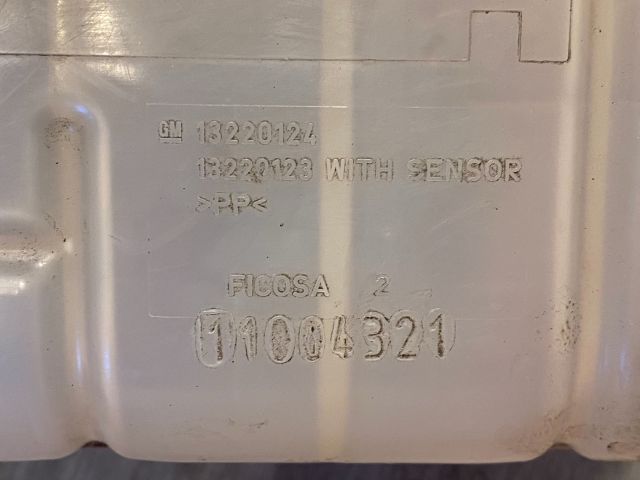 GM 13220124
13220123 WITH SENSOR
>PP<
FICOSA 2
11004321